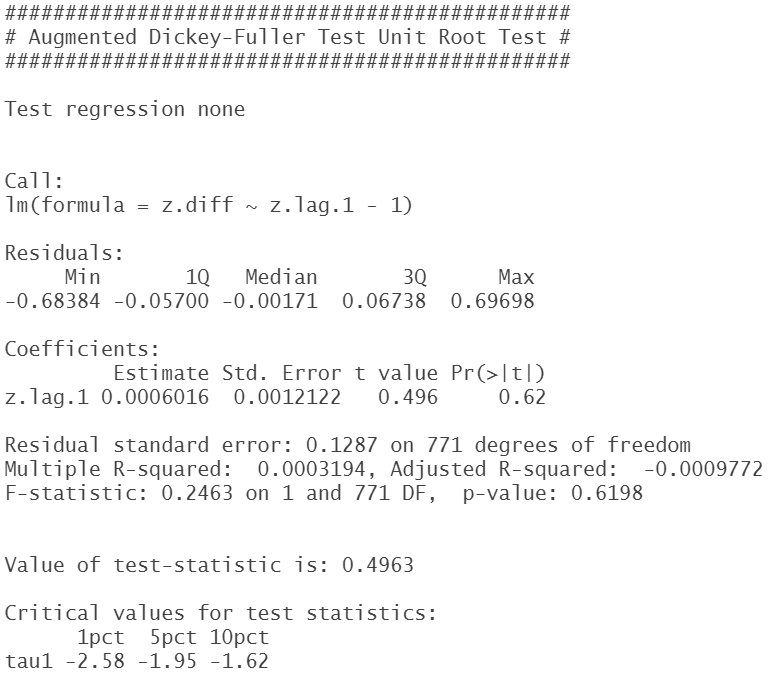 ###############################################
# Augmented Dickey-Fuller Test Unit Root Test #
###############################################
Test regression none
Call:
lm(formula = z.diff ~ z.lag.1 - 1)
Residuals:
     Min       1Q   Median       3Q      Max
-0.68384 -0.05700 -0.00171  0.06738  0.69698
Coefficients:
         Estimate Std. Error t value Pr(>|t|)
z.lag.1 0.0006016  0.0012122   0.496     0.62
Residual standard error: 0.1287 on 771 degrees of freedom
Multiple R-squared:  0.0003194, Adjusted R-squared:  -0.0009772
F-statistic: 0.2463 on 1 and 771 DF,  p-value: 0.6198
Value of test-statistic is: 0.4963
Critical values for test statistics:
      1pct  5pct 10pct
tau1 -2.58 -1.95 -1.62